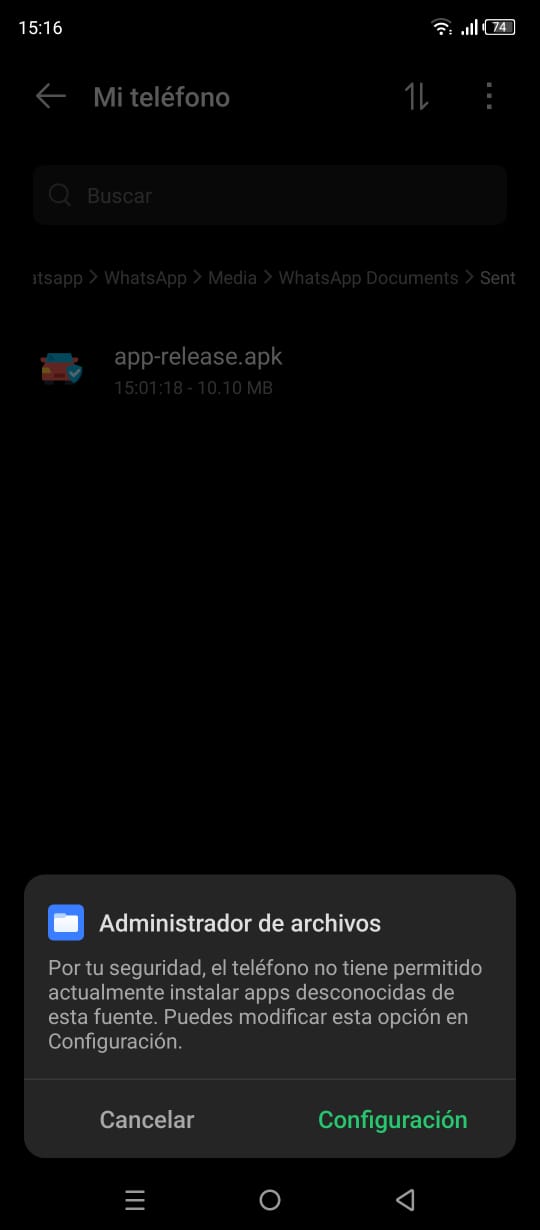 15:16
74
Mi teléfono
Buscar
atsapp > WhatsApp > Media > WhatsApp Documents > Sent
app-release.apk
15:01:18 - 10.10 MB
Administrador de archivos
Por tu seguridad, el teléfono no tiene permitido
actualmente instalar apps desconocidas de
esta fuente. Puedes modificar esta opción en
Configuración.
Cancelar
Configuración